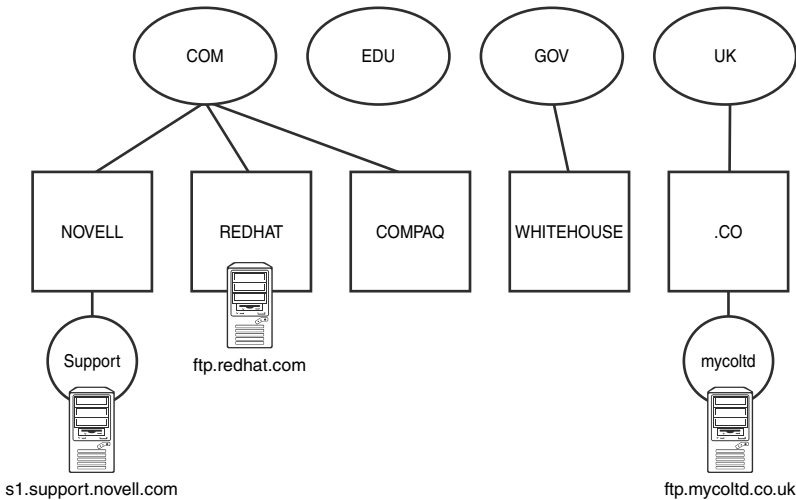 COM
EDU
GOV
UK
NOVELL
REDHAT
COMPAQ
WHITEHOUSE
.CO
Support
ftp.redhat.com
mycoltd
s1.support.novell.com
ftp.mycoltd.co.uk